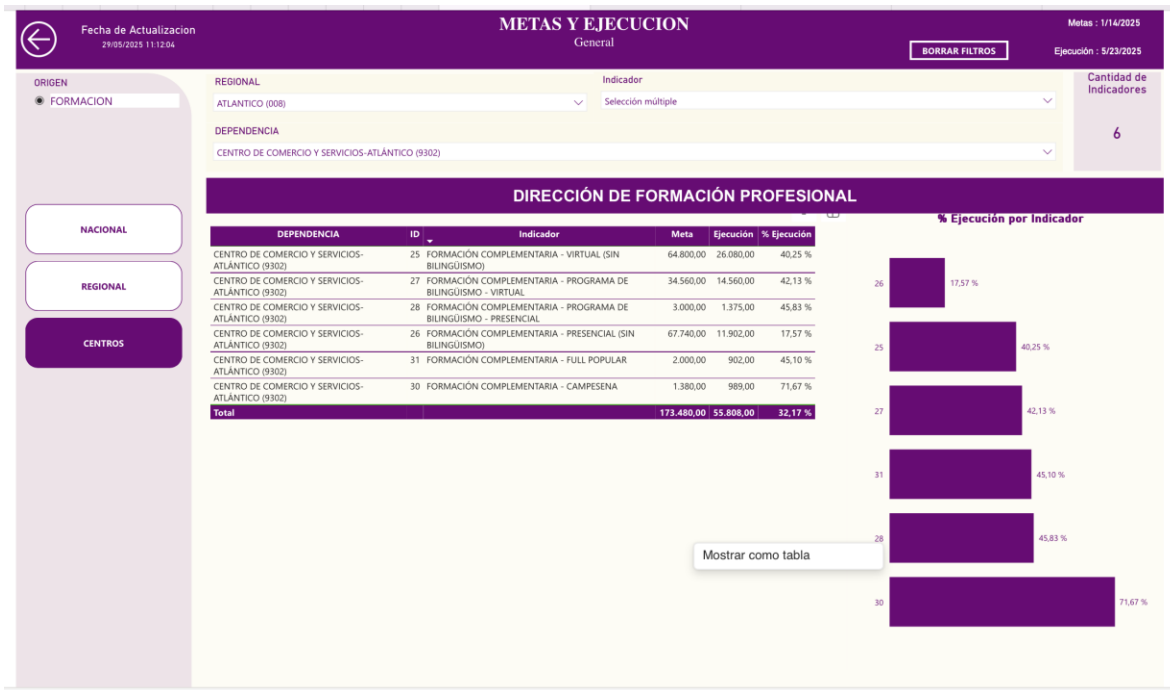 Fecha de Actualizacion
29/05/2025 11:12:04
METAS Y EJECUCION
General
BORRAR FILTROS
Metas : 1/14/2025
Ejecución : 5/23/2025
ORIGEN
FORMACION
REGIONAL
ATLANTICO (008)
Indicador
Selección múltiple
DEPENDENCIA
CENTRO DE COMERCIO Y SERVICIOS-ATLÁNTICO (9302)
Cantidad de
Indicadores
6
NACIONAL
REGIONAL
CENTROS
DIRECCIÓN DE FORMACIÓN PROFESIONAL
DEPENDENCIA ID Indicador Meta Ejecución % Ejecución
CENTRO DE COMERCIO Y SERVICIOS- 25 FORMACIÓN COMPLEMENTARIA - VIRTUAL (SIN 64.800,00 26.080,00 40,25 %
ATLÁNTICO (9302) BILINGÜISMO)
CENTRO DE COMERCIO Y SERVICIOS- 27 FORMACIÓN COMPLEMENTARIA - PROGRAMA DE 34.560,00 14.560,00 42,13 %
ATLÁNTICO (9302) BILINGÜISMO - VIRTUAL
CENTRO DE COMERCIO Y SERVICIOS- 28 FORMACIÓN COMPLEMENTARIA - PROGRAMA DE 3.000,00 1.375,00 45,83 %
ATLÁNTICO (9302) BILINGÜISMO - PRESENCIAL
CENTRO DE COMERCIO Y SERVICIOS- 26 FORMACIÓN COMPLEMENTARIA - PRESENCIAL (SIN 67.740,00 11.902,00 17,57 %
ATLÁNTICO (9302) BILINGÜISMO)
CENTRO DE COMERCIO Y SERVICIOS- 31 FORMACIÓN COMPLEMENTARIA - FULL POPULAR 2.000,00 902,00 45,10 %
ATLÁNTICO (9302)
CENTRO DE COMERCIO Y SERVICIOS- 30 FORMACIÓN COMPLEMENTARIA - CAMPESENA 1.380,00 989,00 71,67 %
ATLÁNTICO (9302)
Total 173.480,00 55.808,00 32,17 %
% Ejecución por Indicador
26 17,57 %
25 40,25 %
27 42,13 %
31 45,10 %
28 45,83 %
Mostrar como tabla
30 71,67 %